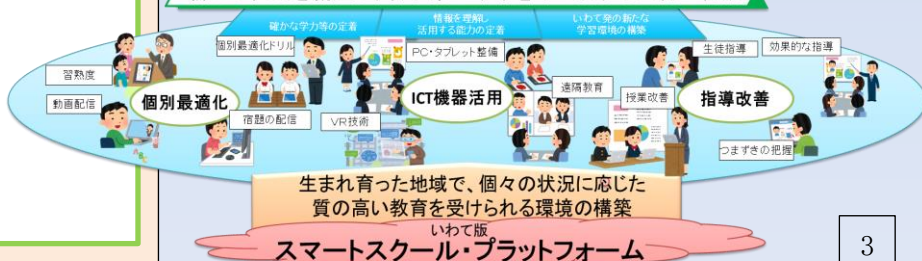 確かな学力等の定着
情報を理解し
活用する能力の定着
いわて発の新たな
学習環境の構築
個別最適化ドリル
PC・タブレット整備
生徒指導
効果的な指導
習熟度
遠隔教育
動画配信
個別最適化
ICT機器活用
授業改善
指導改善
宿題の配信
VR技術
つまずきの把握
生まれ育った地域で、個々の状況に応じた
質の高い教育を受けられる環境の構築
いわて版
スマートスクール・プラットフォーム
3